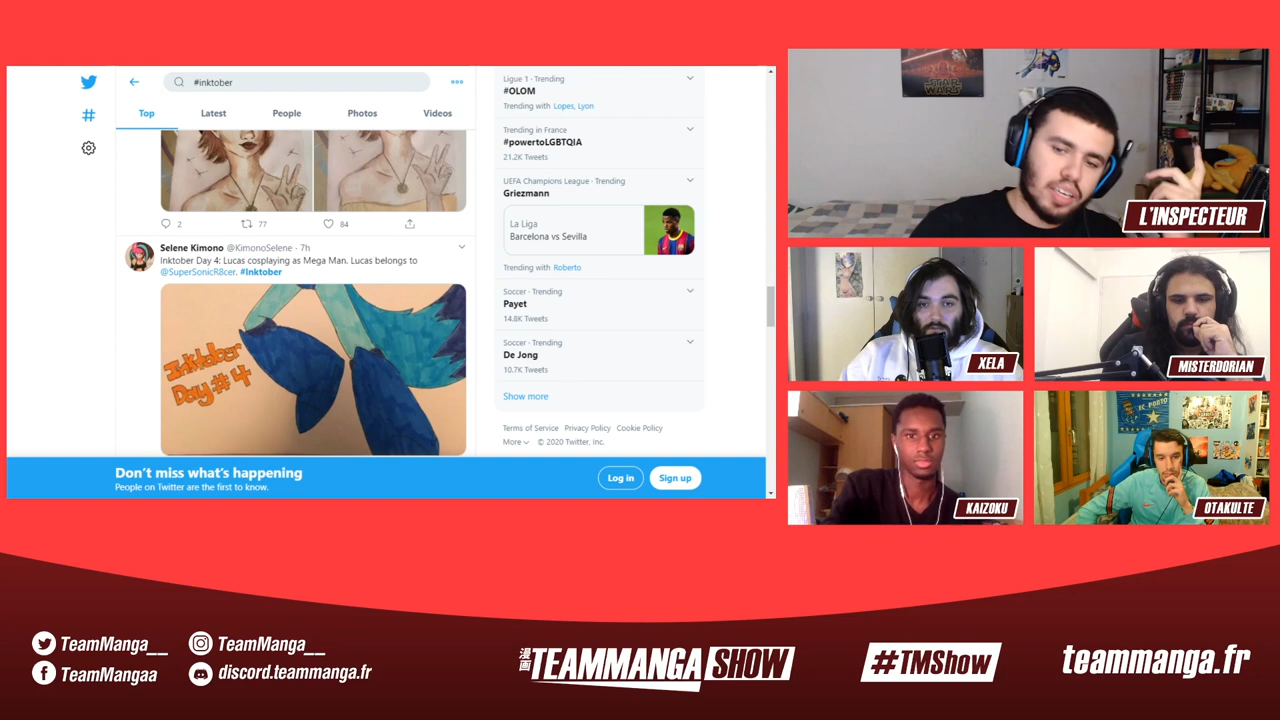 #inktober
Top
Latest
People
Photos
Videos
2
77
84
Selene Kimono @KimonoSelene · 7h
Inktober Day 4: Lucas cosplaying as Mega Man. Lucas belongs to
@SuperSonicR8cer. #Inktober
Inktober
Day #4
Ligue 1 · Trending
#OLOM
Trending with Lopes, Lyon
Trending in France
#powertoLGBTQIA
21.2K Tweets
UEFA Champions League · Trending
Griezmann
La Liga
Barcelona vs Sevilla
Trending with Roberto
Soccer · Trending
Payet
14.8K Tweets
Soccer · Trending
De Jong
10.7K Tweets
Show more
Terms of Service Privacy Policy Cookie Policy
More © 2020 Twitter, Inc.
Don't miss what's happening
People on Twitter are the first to know.
Log in
Sign up
STAR
WARS
L'INSPECTEUR
XELA
MISTERDORIAN
KAIZOKU
FC PORTO
OTAKULTE
TeamManga__
TeamManga__
TeamMangaa
discord.teammanga.fr
漫画 TEAMMANGA SHOW
#TMShow
teammanga.fr